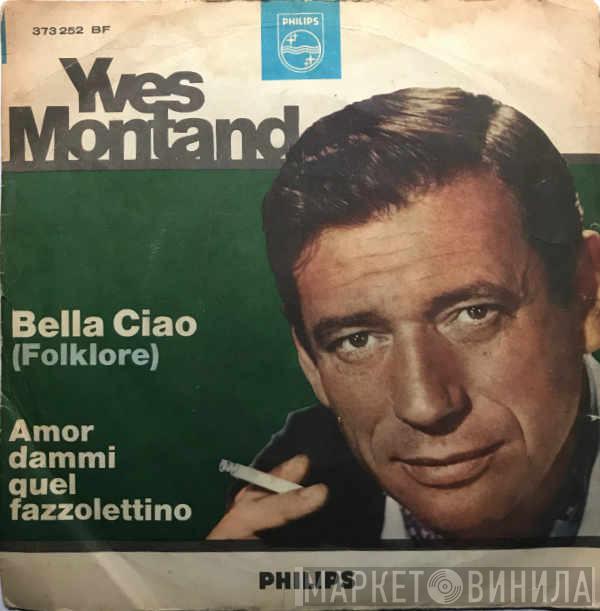 373 252 BF
PHILIPS
Yves
Montand
Bella Ciao
(Folklore)
Amor
dammi
quel
fazzolettino
PHILIPS
МАРКЕТ ВИНИЛА